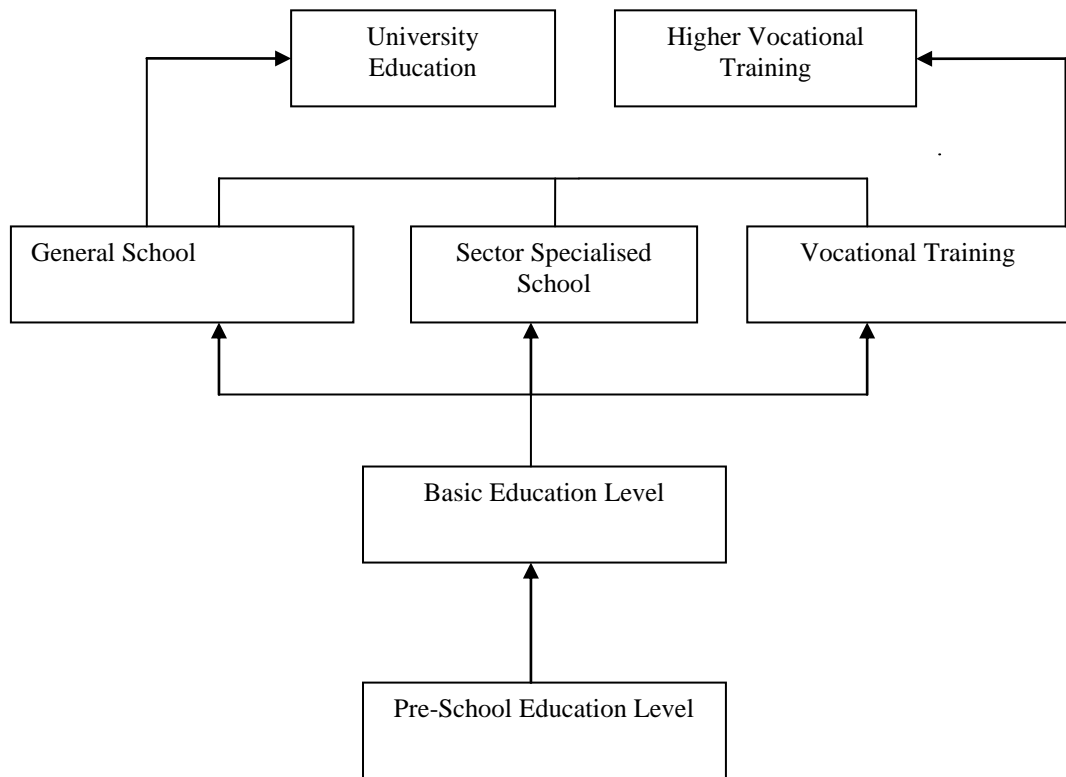 University
Education
Higher Vocational
Training
General School
Sector Specialised
School
Vocational Training
Basic Education Level
Pre-School Education Level